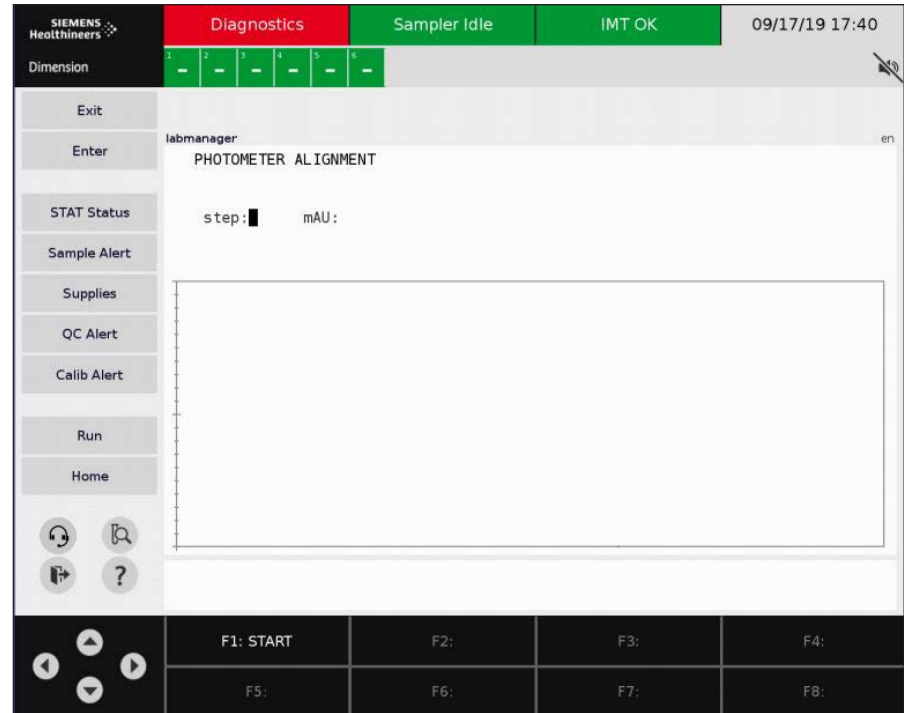 SIEMENS
Healthineers
Diagnostics
Sampler Idle
IMT OK
09/17/19 17:40
Dimension
1 2 3 4 5 6
- - - - - -
Exit
Enter
STAT Status
Sample Alert
Supplies
QC Alert
Calib Alert
Run
Home
?
labmanager
en
PHOTOMETER ALIGNMENT
step: mAU:
F1: START
F2:
F3:
F4:
F5:
F6:
F7:
F8: